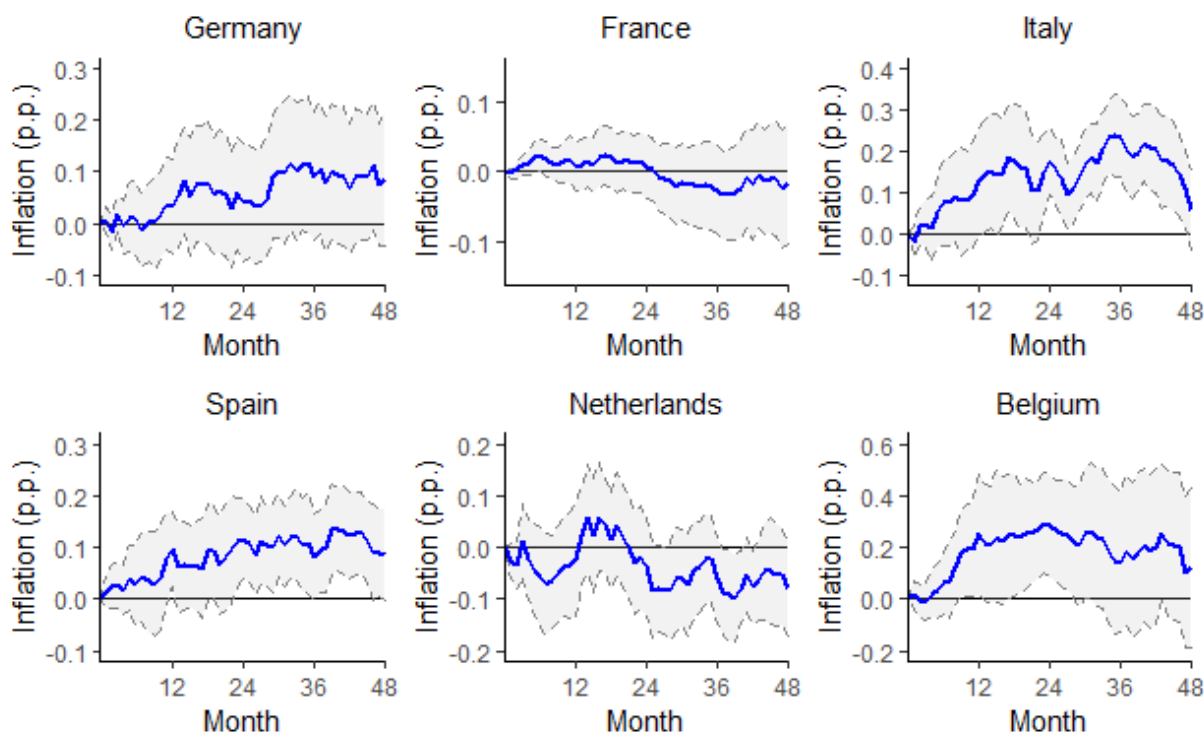 Germany
Inflation (p.p.)
0.3
0.2
0.1
0.0
-0.1
12 24 36 48
Month
France
Inflation (p.p.)
0.1
0.0
-0.1
12 24 36 48
Month
Italy
Inflation (p.p.)
0.4
0.3
0.2
0.1
0.0
-0.1
12 24 36 48
Month
Spain
Inflation (p.p.)
0.3
0.2
0.1
0.0
-0.1
12 24 36 48
Month
Netherlands
Inflation (p.p.)
0.2
0.1
0.0
-0.1
-0.2
12 24 36 48
Month
Belgium
Inflation (p.p.)
0.6
0.4
0.2
0.0
-0.2
12 24 36 48
Month